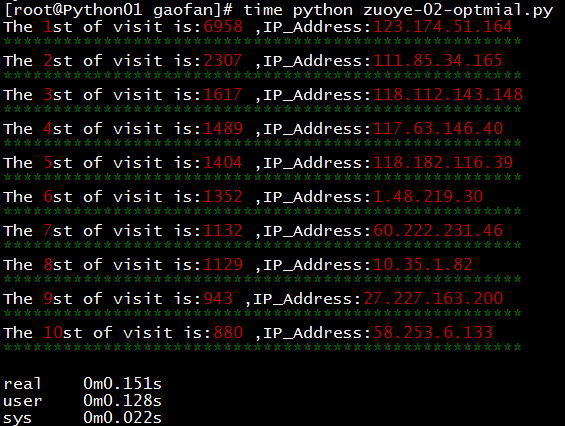 [root@Python01 gaofan]# time python zuoye-02-optmial.py
The 1st of visit is:6958 ,IP_Address:123.174.51.164
****************************************************
The 2st of visit is:2307 ,IP_Address:111.85.34.165
****************************************************
The 3st of visit is:1617 ,IP_Address:118.112.143.148
****************************************************
The 4st of visit is:1489 ,IP_Address:117.63.146.40
****************************************************
The 5st of visit is:1404 ,IP_Address:118.182.116.39
****************************************************
The 6st of visit is:1352 ,IP_Address:1.48.219.30
****************************************************
The 7st of visit is:1132 ,IP_Address:60.222.231.46
****************************************************
The 8st of visit is:1129 ,IP_Address:10.35.1.82
****************************************************
The 9st of visit is:943 ,IP_Address:27.227.163.200
****************************************************
The 10st of visit is:880 ,IP_Address:58.253.6.133
****************************************************
real    0m0.151s
user    0m0.128s
sys     0m0.022s